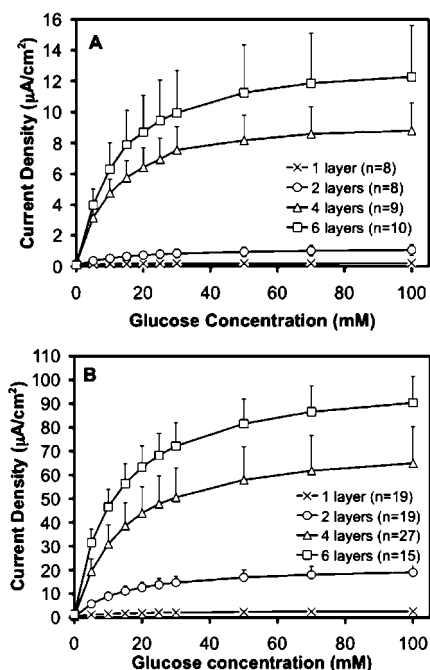 A
Current Density (μA/cm²)
16
14
12
10
8
6
4
2
0
1 layer (n=8)
2 layers (n=8)
4 layers (n=9)
6 layers (n=10)
0 20 40 60 80 100
Glucose Concentration (mM)
B
Current Density (μA/cm²)
110
100
90
80
70
60
50
40
30
20
10
0
1 layer (n=19)
2 layers (n=19)
4 layers (n=27)
6 layers (n=15)
0 20 40 60 80 100
Glucose concentration (mM)